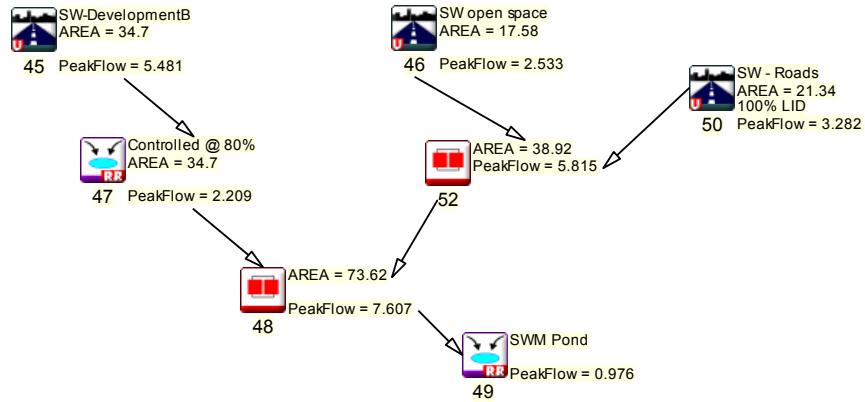 SW-DevelopmentB
AREA = 34.7
U
45
PeakFlow = 5.481
SW open space
AREA = 17.58
U
46
PeakFlow = 2.533
SW - Roads
AREA = 21.34
100% LID
U
50
PeakFlow = 3.282
Controlled @ 80%
AREA = 34.7
RR
47
PeakFlow = 2.209
AREA = 38.92
PeakFlow = 5.815
52
AREA = 73.62
PeakFlow = 7.607
48
SWM Pond
RR
PeakFlow = 0.976
49